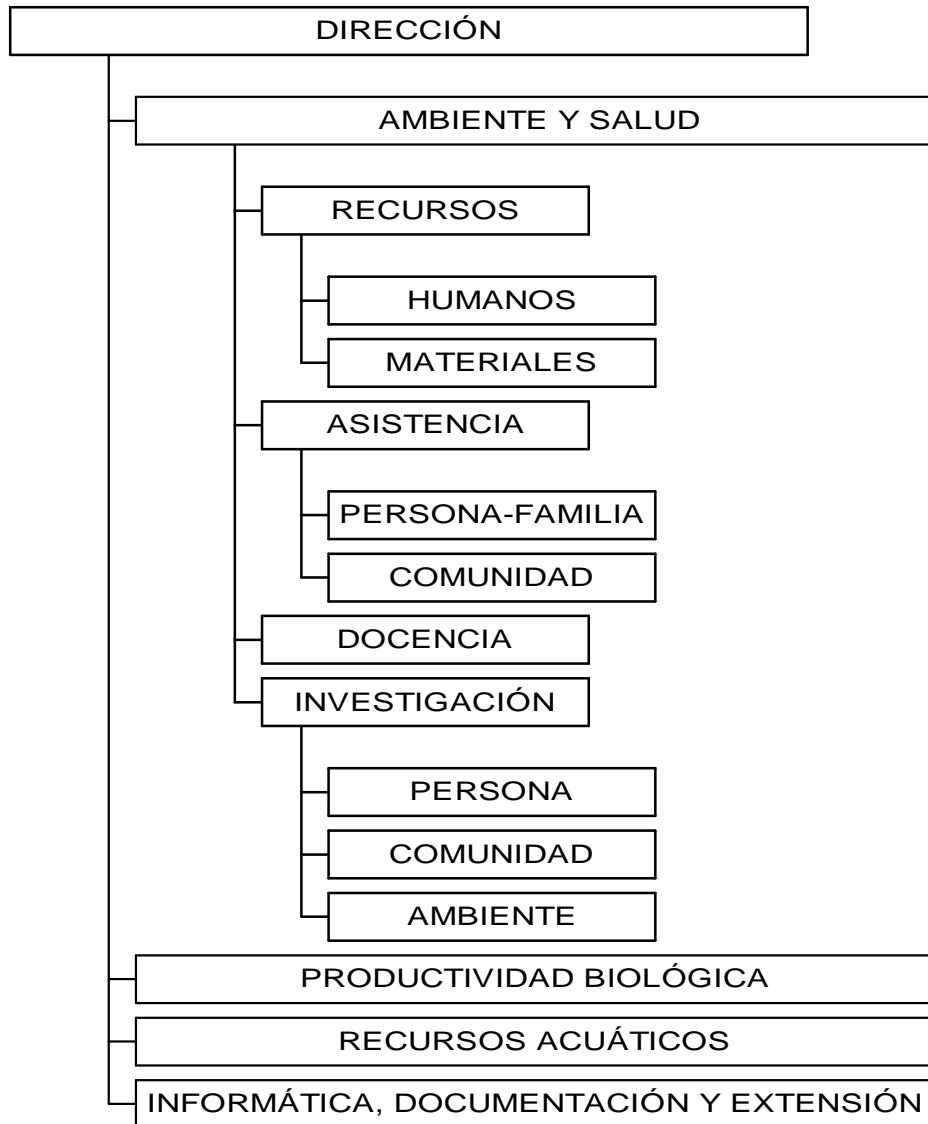 DIRECCIÓN
AMBIENTE Y SALUD
RECURSOS
HUMANOS
MATERIALES
ASISTENCIA
PERSONA-FAMILIA
COMUNIDAD
DOCENCIA
INVESTIGACIÓN
PERSONA
COMUNIDAD
AMBIENTE
PRODUCTIVIDAD BIOLÓGICA
RECURSOS ACUÁTICOS
INFORMÁTICA, DOCUMENTACIÓN Y EXTENSIÓN